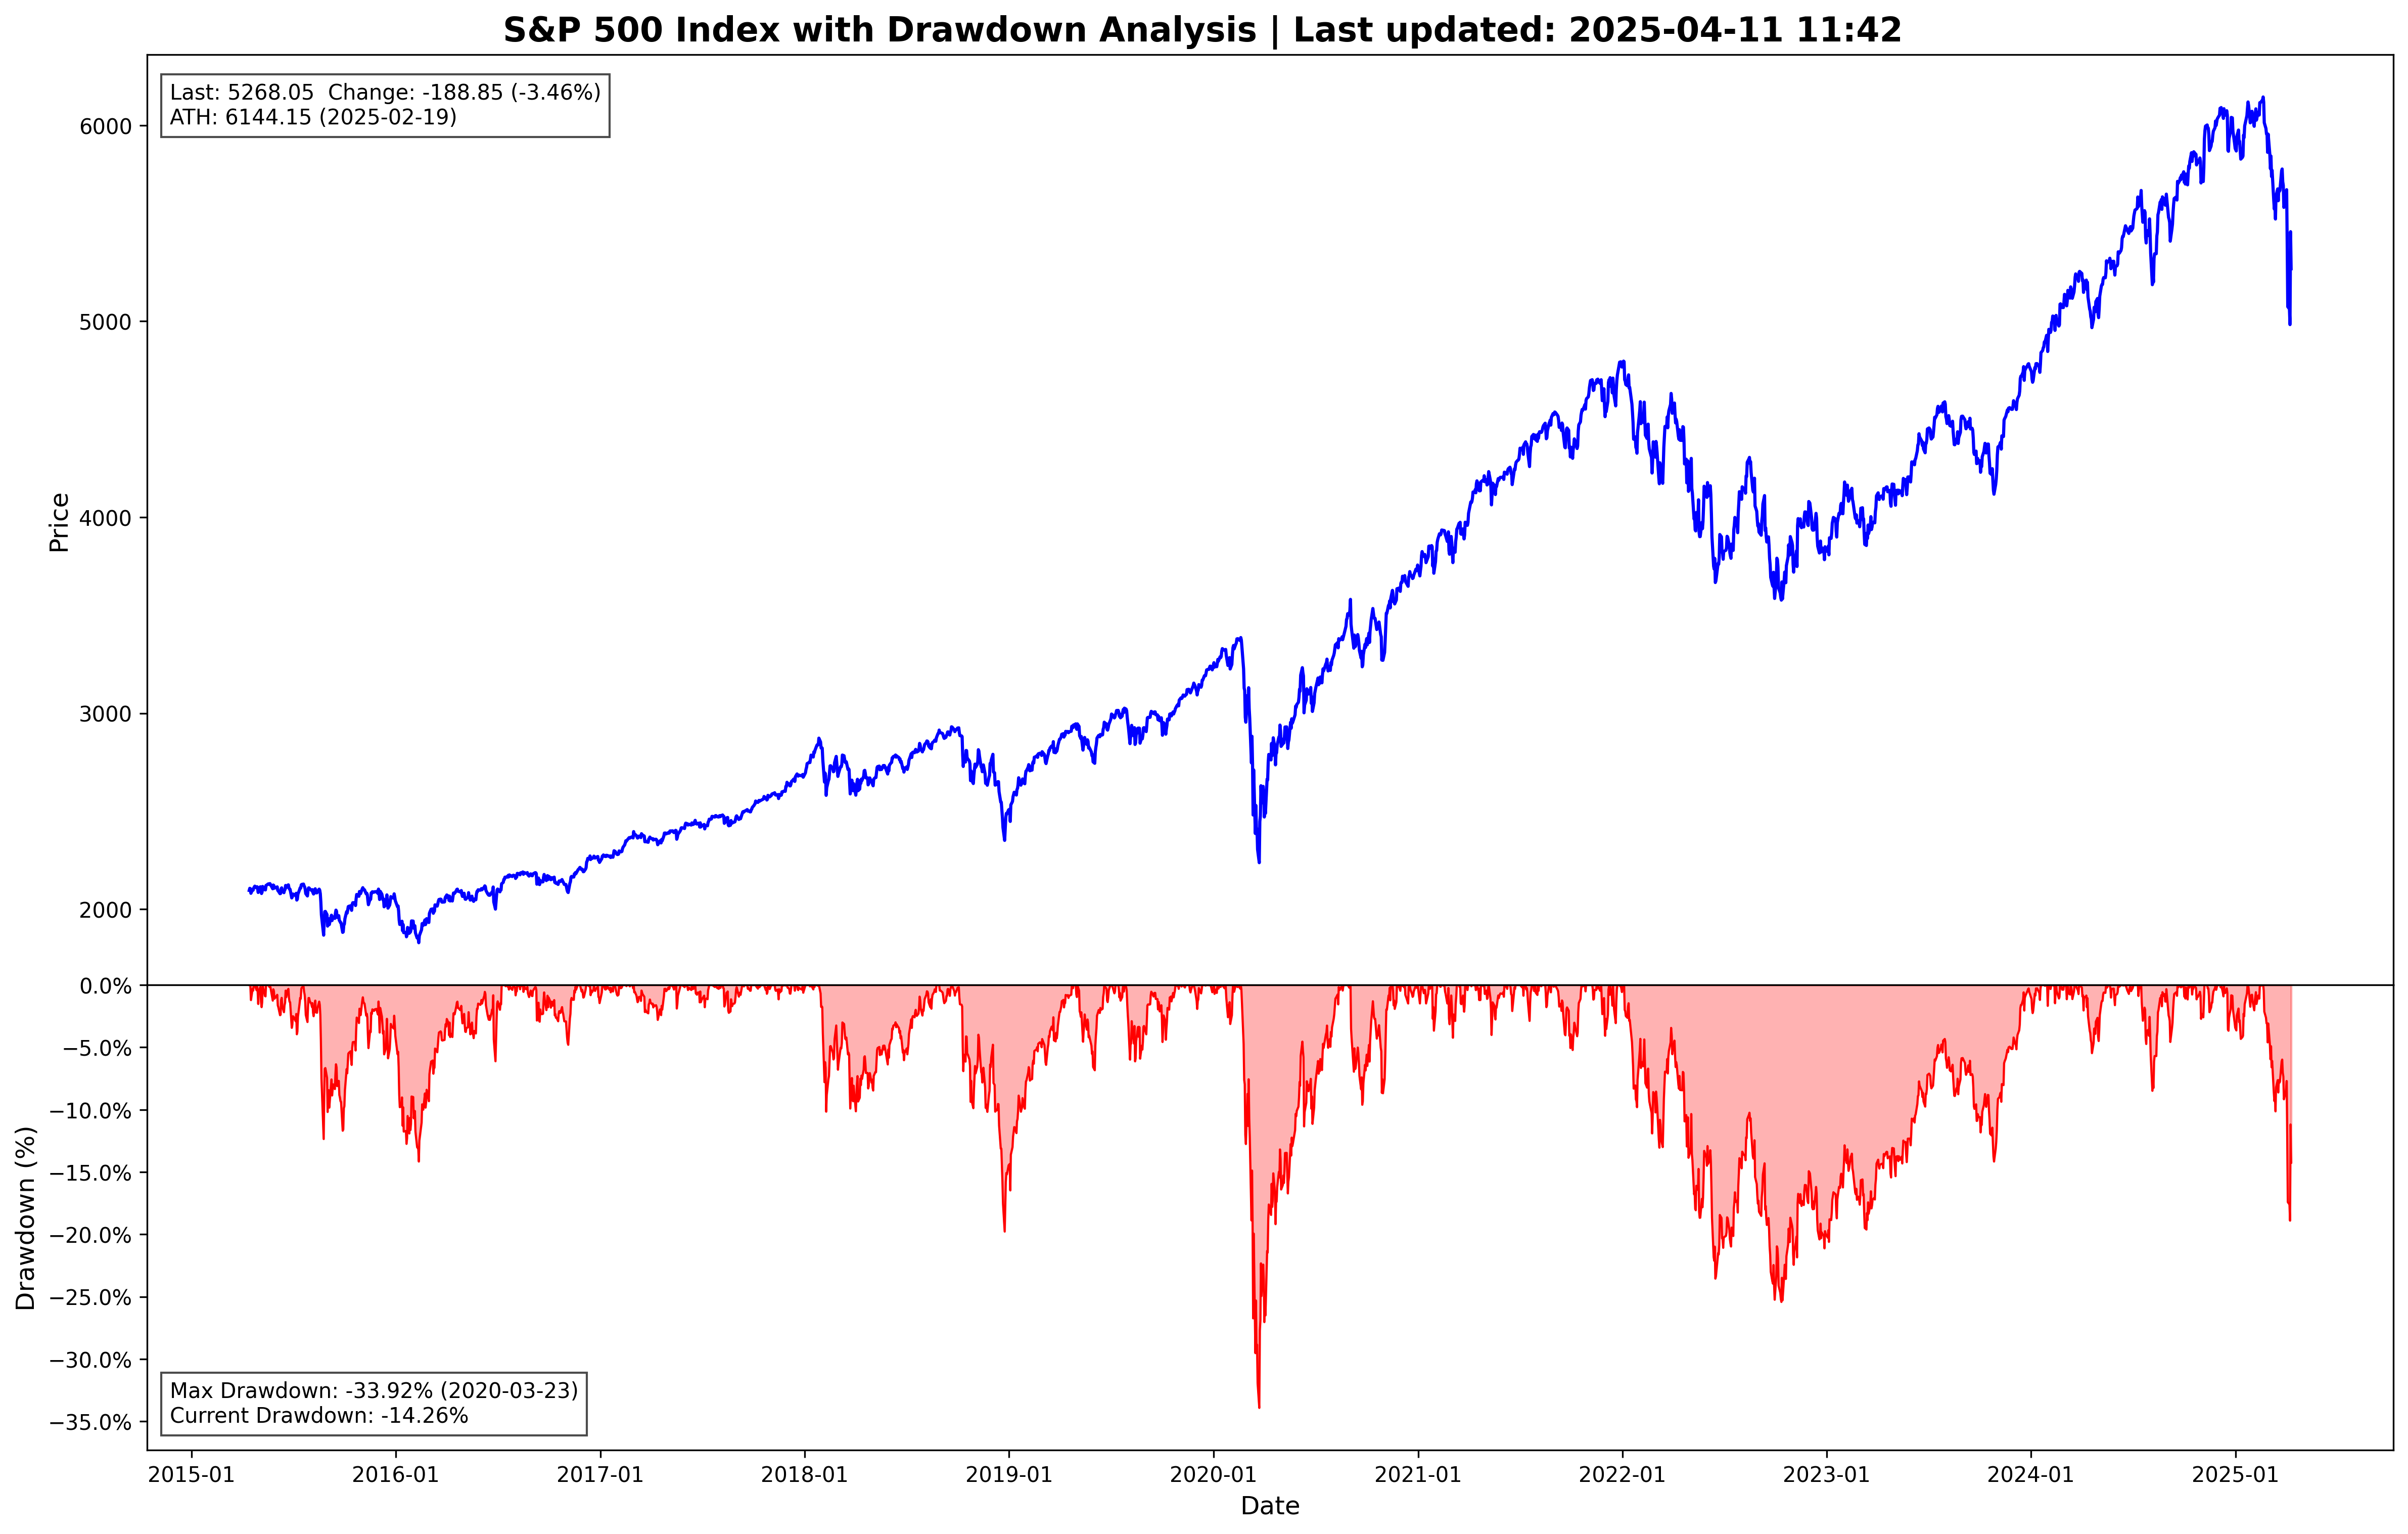 S&P 500 Index with Drawdown Analysis | Last updated: 2025-04-11 11:42
Last: 5268.05  Change: -188.85 (-3.46%)
ATH: 6144.15 (2025-02-19)
6000
5000
4000
3000
2000
Price
0.0%
−5.0%
−10.0%
−15.0%
−20.0%
−25.0%
−30.0%
−35.0%
Drawdown (%)
Max Drawdown: -33.92% (2020-03-23)
Current Drawdown: -14.26%
2015-01 2016-01 2017-01 2018-01 2019-01 2020-01 2021-01 2022-01 2023-01 2024-01 2025-01
Date